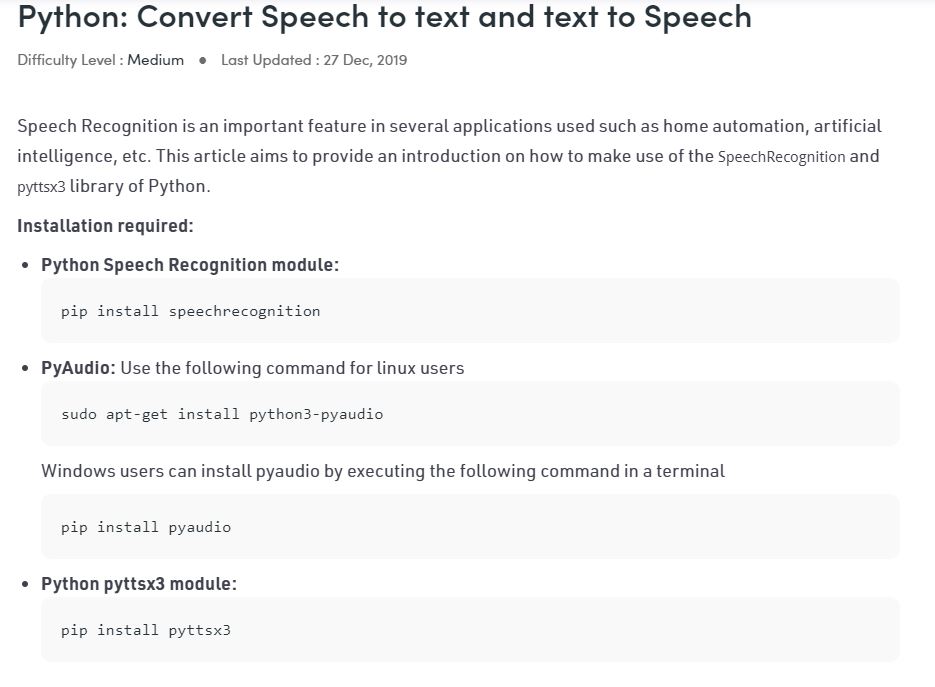 Python: Convert Speech to text and text to Speech
Difficulty Level : Medium ● Last Updated : 27 Dec, 2019
Speech Recognition is an important feature in several applications used such as home automation, artificial
intelligence, etc. This article aims to provide an introduction on how to make use of the SpeechRecognition and
pyttsx3 library of Python.
Installation required:
• Python Speech Recognition module:
pip install speechrecognition
• PyAudio: Use the following command for linux users
sudo apt-get install python3-pyaudio
Windows users can install pyaudio by executing the following command in a terminal
pip install pyaudio
• Python pyttsx3 module:
pip install pyttsx3